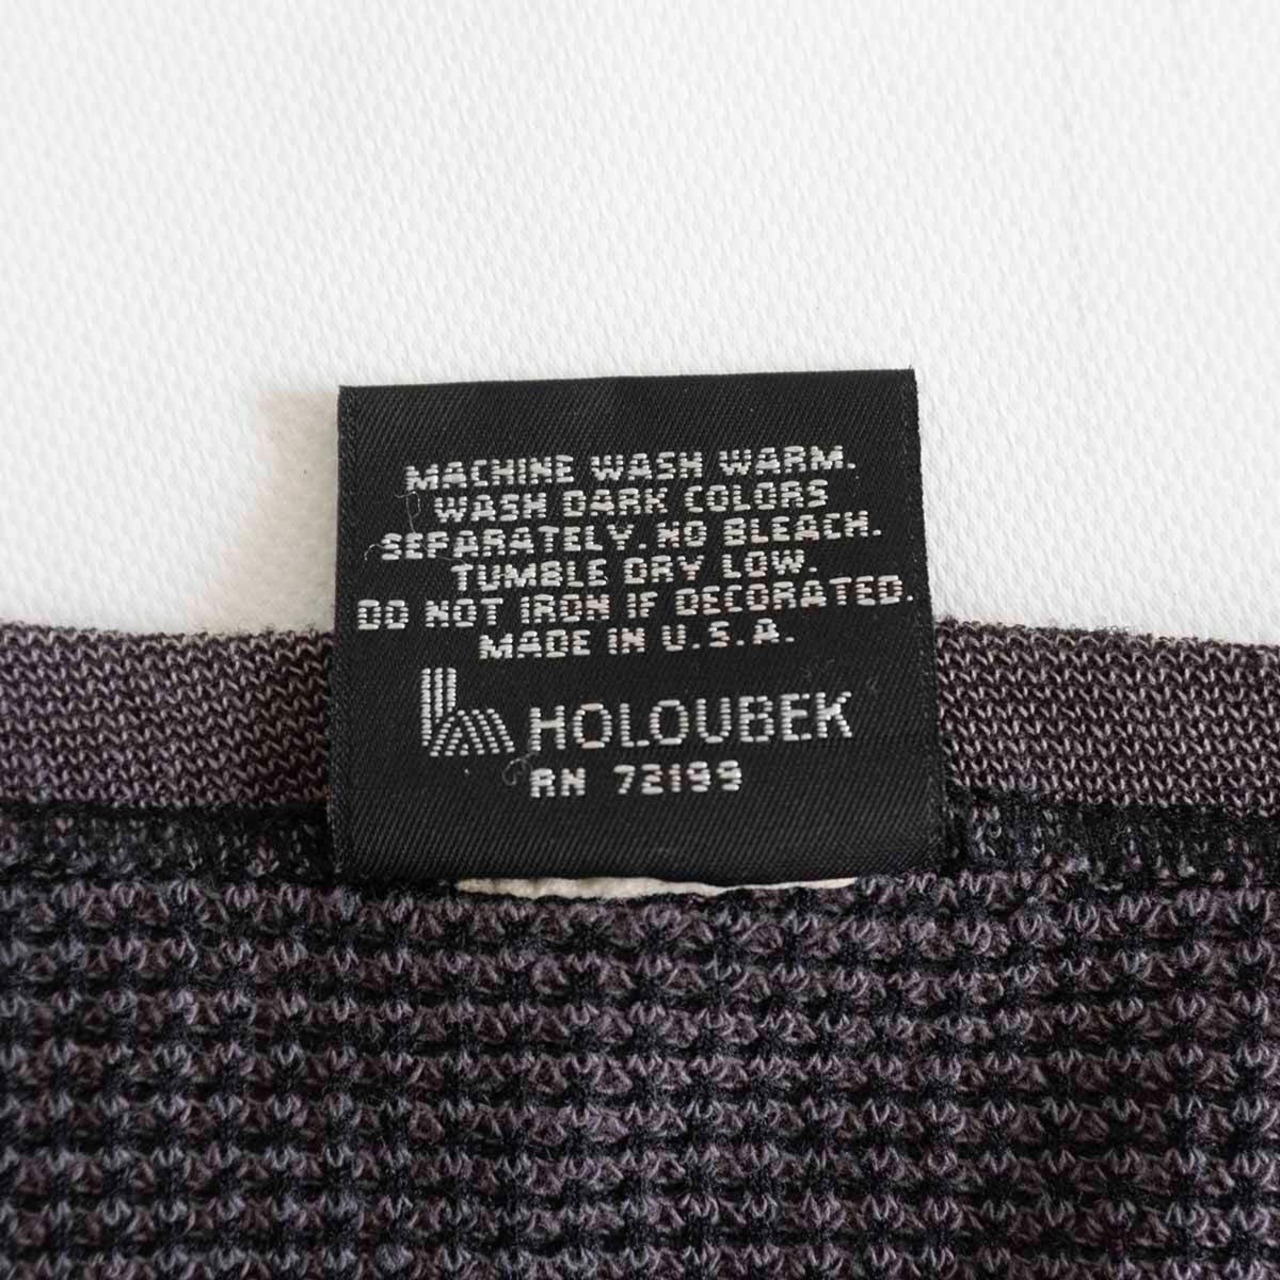 MACHINE WASH WARM.
WASH DARK COLORS
SEPARATELY. NO BLEACH.
TUMBLE DRY LOW.
DO NOT IRON IF DECORATED.
MADE IN U.S.A.
HOLOUBEK
RN 72199